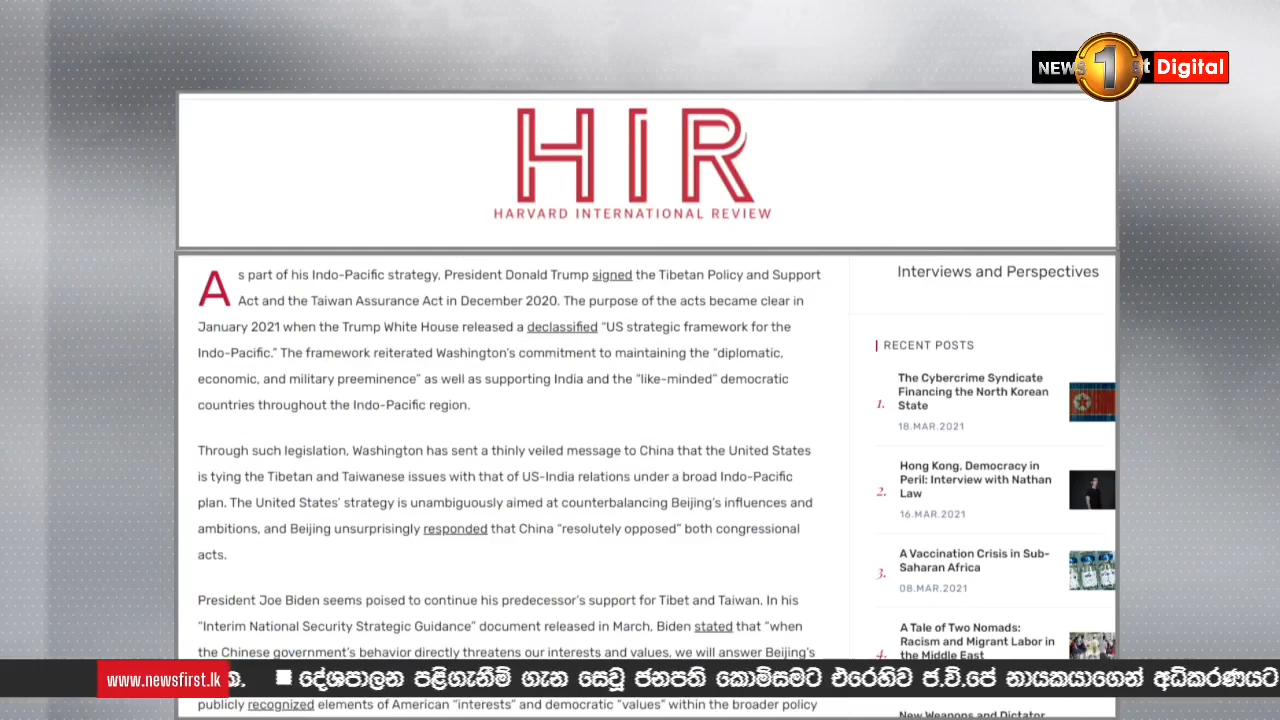 NEWS 1st Digital
HIR
HARVARD INTERNATIONAL REVIEW
As part of his Indo-Pacific strategy, President Donald Trump signed the Tibetan Policy and Support
Act and the Taiwan Assurance Act in December 2020. The purpose of the acts became clear in
January 2021 when the Trump White House released a declassified “US strategic framework for the
Indo-Pacific.” The framework reiterated Washington’s commitment to maintaining the “diplomatic,
economic, and military preeminence” as well as supporting India and the “like-minded” democratic
countries throughout the Indo-Pacific region.
Through such legislation, Washington has sent a thinly veiled message to China that the United States
is tying the Tibetan and Taiwanese issues with that of US-India relations under a broad Indo-Pacific
plan. The United States’ strategy is unambiguously aimed at counterbalancing Beijing’s influences and
ambitions, and Beijing unsurprisingly responded that China “resolutely opposed” both congressional
acts.
President Joe Biden seems poised to continue his predecessor’s support for Tibet and Taiwan. In his
“Interim National Security Strategic Guidance” document released in March, Biden stated that “when
the Chinese government’s behavior directly threatens our interests and values, we will answer Beijing’s
publicly recognized elements of American “interests” and democratic “values” within the broader policy
Interviews and Perspectives
RECENT POSTS
1.
The Cybercrime Syndicate
Financing the North Korean
State
18.MAR.2021
2.
Hong Kong, Democracy in
Peril: Interview with Nathan
Law
16.MAR.2021
3.
A Vaccination Crisis in Sub-
Saharan Africa
08.MAR.2021
4.
A Tale of Two Nomads:
Racism and Migrant Labor in
the Middle East
New Weapons and Dictator
www.newsfirst.lk
■ දේශපාලන පළිගැනීම් ගැන සෙවූ ජනපති කොමිසමට එරෙහිව ජ.වි.පේ නායකයාගෙන් අධිකරණයට